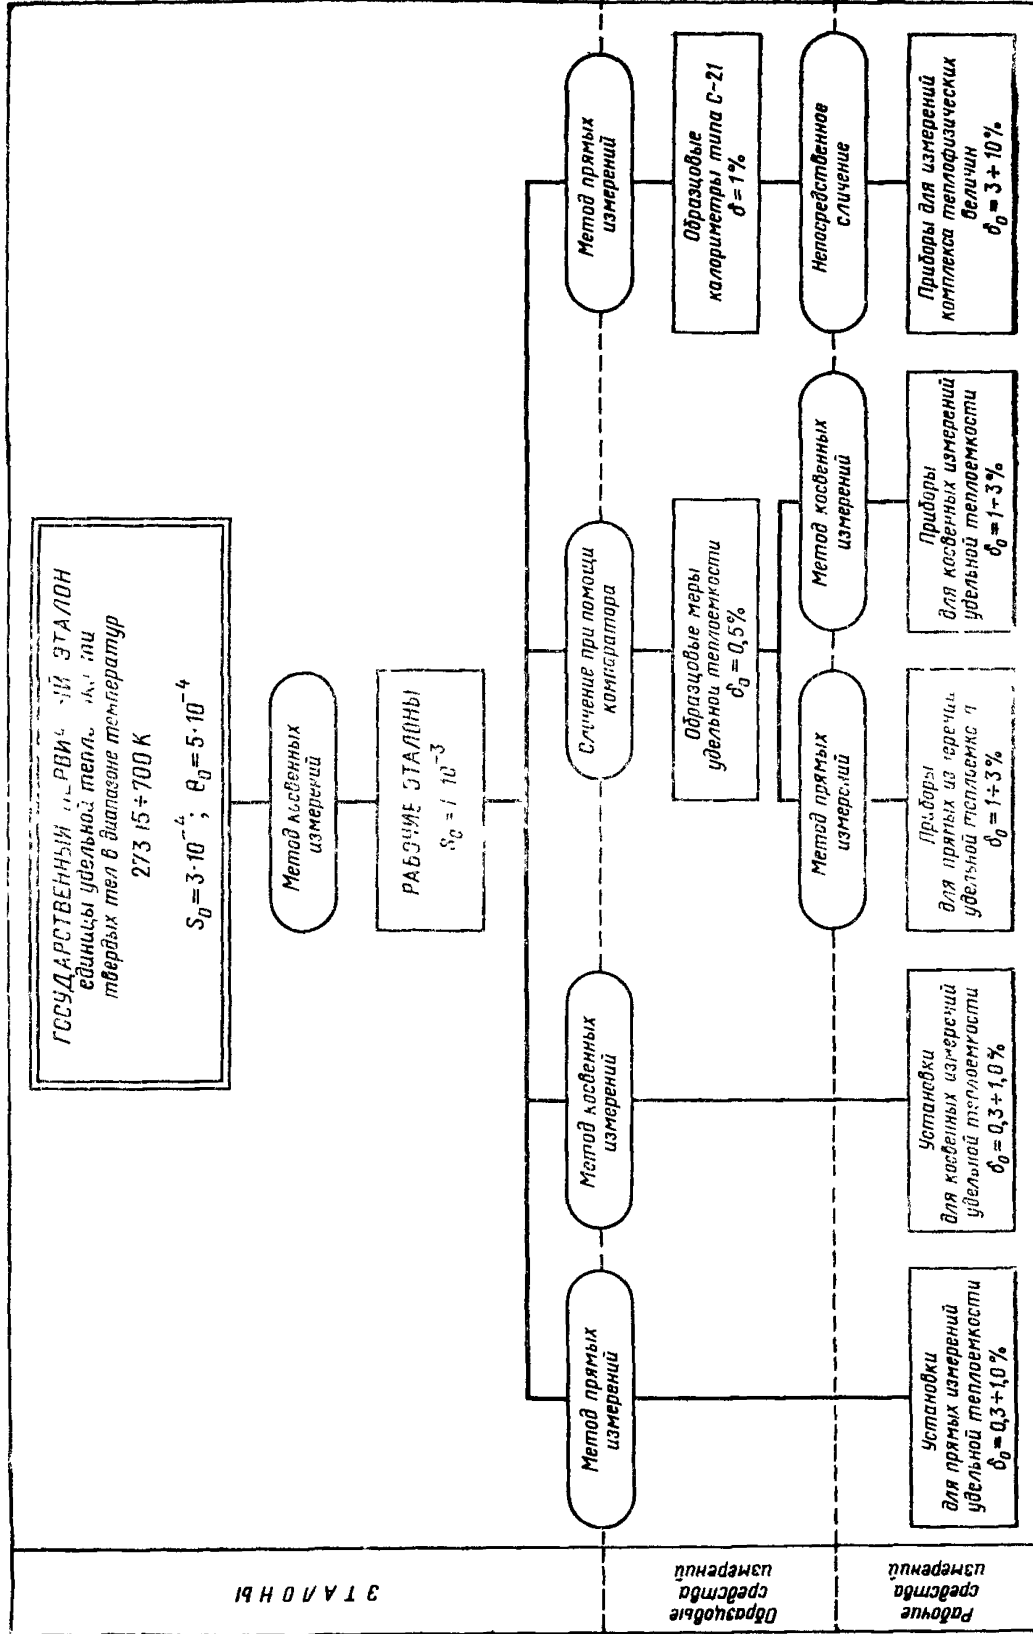 ЭТАЛОНЫ
Образцовые
средства
измерений
Рабочие
средства
измерений
ГОСУДАРСТВЕННЫЙ ЭТАЛОН
единицы удельной
твердых тел в диапазоне температур
273 15÷700 K
S₀=3·10⁻⁴; θ₀=5·10⁻⁴
Метод косвенных
измерений
РАБОЧИЕ ЭТАЛОНЫ
S₀ = 1 10⁻³
Метод прямых
измерений
Метод косвенных
измерений
Сличение при помощи
компаратора
Метод прямых
измерений
Образцовые меры
удельной теплоемкости
δ₀ = 0,5%
Образцовые
калориметры типа С-21
δ = 1%
Метод прямых
измерений
Метод косвенных
измерений
Непосредственное
сличение
Установки
для прямых измерений
удельной теплоемкости
δ₀ = 0,3÷1,0%
Установки
для косвенных измерений
удельной теплоемкости
δ₀ = 0,3÷1,0%
Приборы
для прямых
удельной
δ₀ = 1÷3%
Приборы
для косвенных измерений
удельной теплоемкости
δ₀ = 1÷3%
Приборы для измерений
комплекса теплофизических
величин
δ₀ = 3÷10%